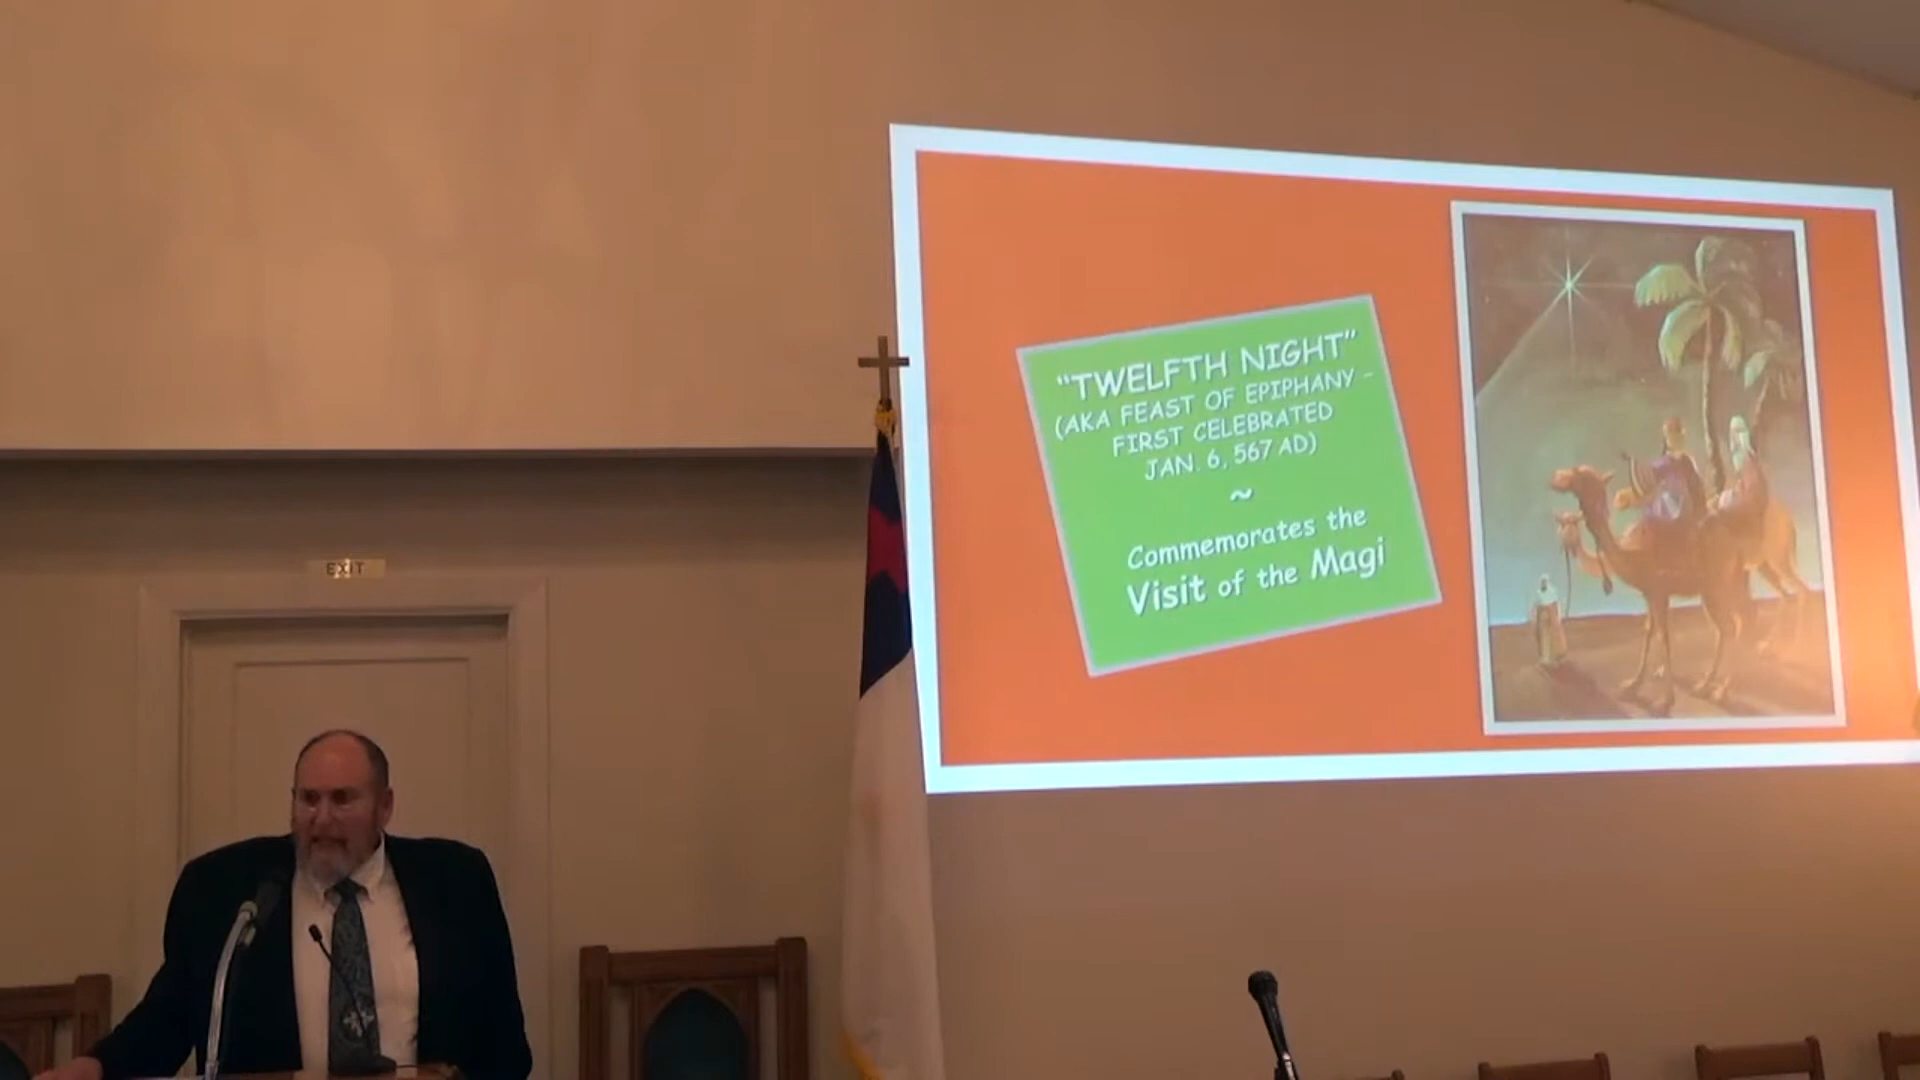 EXIT
"TWELFTH NIGHT"
(AKA FEAST OF EPIPHANY -
FIRST CELEBRATED
JAN. 6, 567 AD)
~
Commemorates the
Visit of the Magi